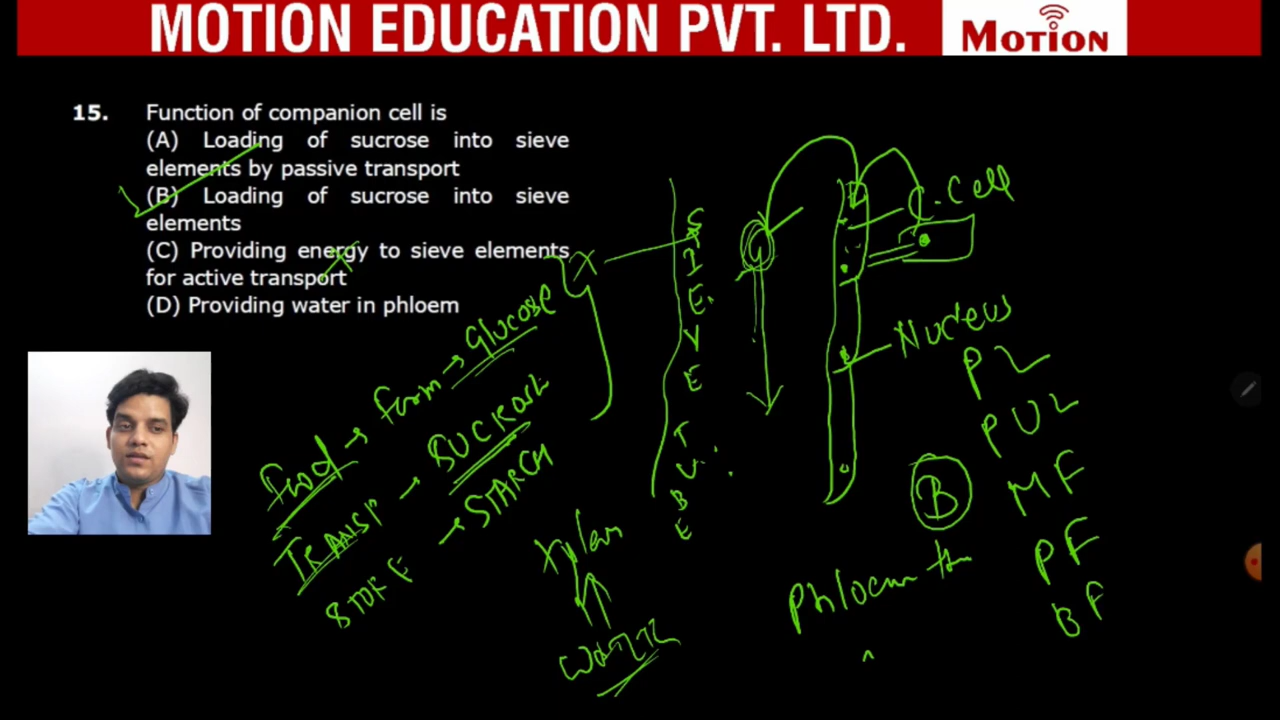 MOTION EDUCATION PVT. LTD.
MOTION
15. Function of companion cell is
(A) Loading of sucrose into sieve
elements by passive transport
(B) Loading of sucrose into sieve
elements
(C) Providing energy to sieve elements
for active transport
(D) Providing water in phloem
C. Cell
SIEVE TUBE
Nucleus
Food → Form → Glucose
TRANSP → SUCROSE
STORE → STARCH
Xylem
WATER
B
MF
PF
BF
Phloem